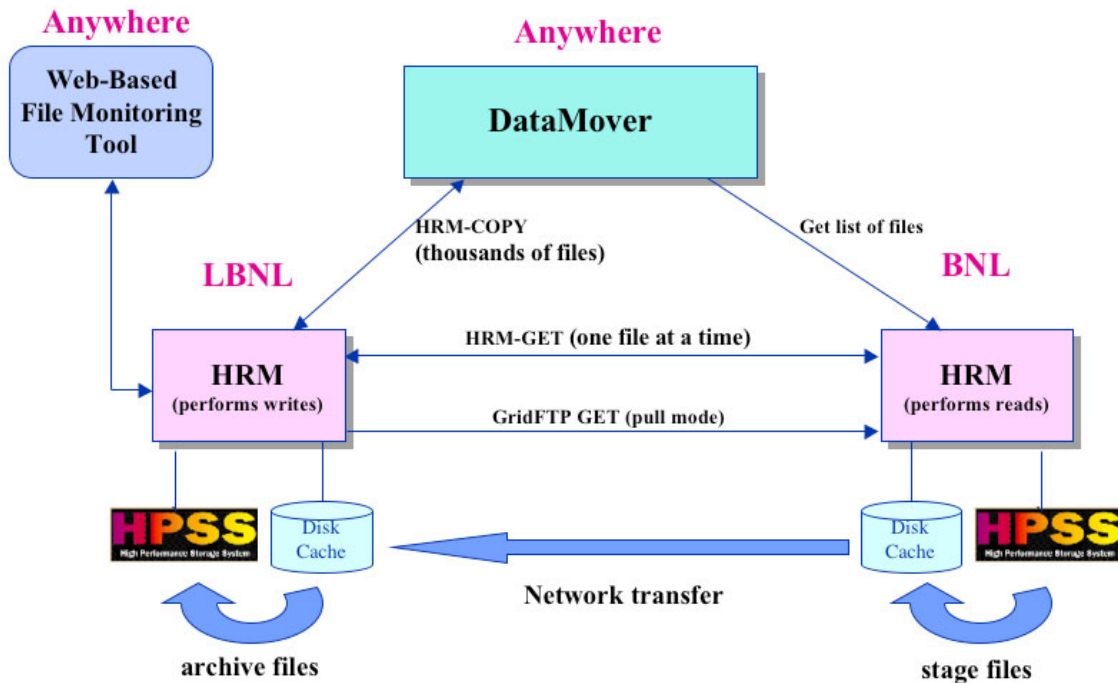 Anywhere
Anywhere
Web-Based
File Monitoring
Tool
DataMover
HRM-COPY
(thousands of files)
Get list of files
LBNL
BNL
HRM-GET (one file at a time)
HRM
(performs writes)
HRM
(performs reads)
GridFTP GET (pull mode)
HPSS
High Performance Storage System
Disk
Cache
Disk
Cache
HPSS
High Performance Storage System
Network transfer
archive files
stage files